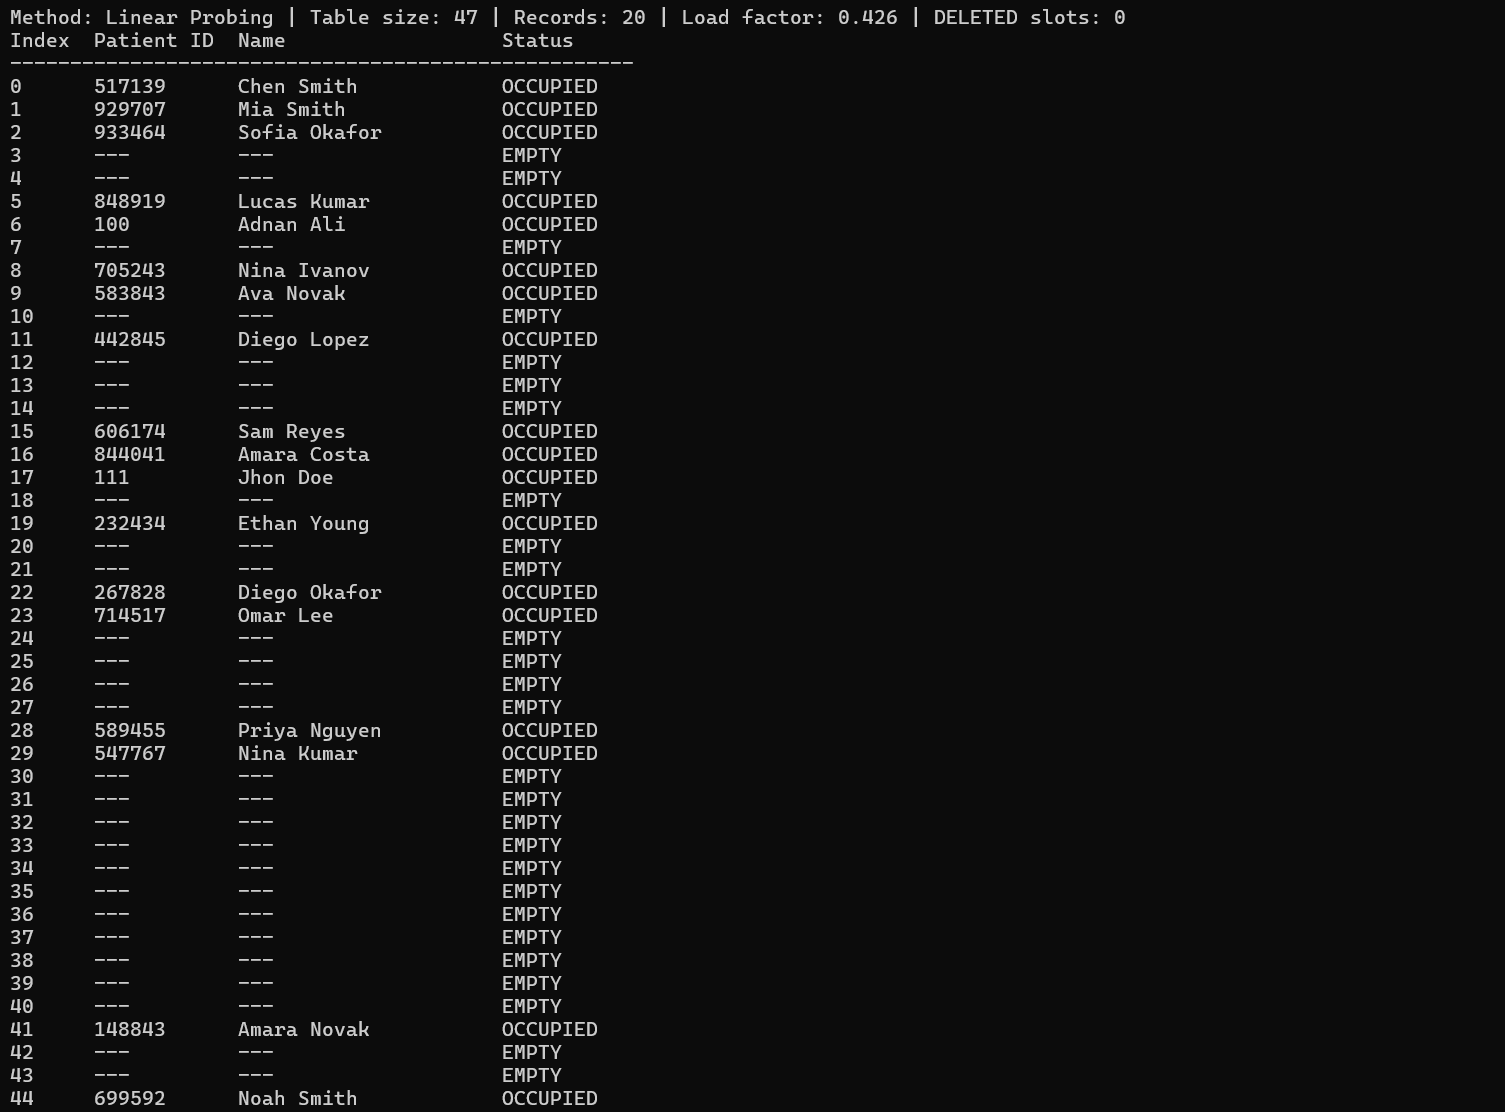 Method: Linear Probing | Table size: 47 | Records: 20 | Load factor: 0.426 | DELETED slots: 0
Index  Patient ID  Name                  Status
----------------------------------------------------
0      517139      Chen Smith            OCCUPIED
1      929707      Mia Smith             OCCUPIED
2      933464      Sofia Okafor          OCCUPIED
3      ---         ---                   EMPTY
4      ---         ---                   EMPTY
5      848919      Lucas Kumar           OCCUPIED
6      100         Adnan Ali             OCCUPIED
7      ---         ---                   EMPTY
8      705243      Nina Ivanov           OCCUPIED
9      583843      Ava Novak             OCCUPIED
10     ---         ---                   EMPTY
11     442845      Diego Lopez           OCCUPIED
12     ---         ---                   EMPTY
13     ---         ---                   EMPTY
14     ---         ---                   EMPTY
15     606174      Sam Reyes             OCCUPIED
16     844041      Amara Costa           OCCUPIED
17     111         Jhon Doe              OCCUPIED
18     ---         ---                   EMPTY
19     232434      Ethan Young           OCCUPIED
20     ---         ---                   EMPTY
21     ---         ---                   EMPTY
22     267828      Diego Okafor          OCCUPIED
23     714517      Omar Lee              OCCUPIED
24     ---         ---                   EMPTY
25     ---         ---                   EMPTY
26     ---         ---                   EMPTY
27     ---         ---                   EMPTY
28     589455      Priya Nguyen          OCCUPIED
29     547767      Nina Kumar            OCCUPIED
30     ---         ---                   EMPTY
31     ---         ---                   EMPTY
32     ---         ---                   EMPTY
33     ---         ---                   EMPTY
34     ---         ---                   EMPTY
35     ---         ---                   EMPTY
36     ---         ---                   EMPTY
37     ---         ---                   EMPTY
38     ---         ---                   EMPTY
39     ---         ---                   EMPTY
40     ---         ---                   EMPTY
41     148843      Amara Novak           OCCUPIED
42     ---         ---                   EMPTY
43     ---         ---                   EMPTY
44     699592      Noah Smith            OCCUPIED